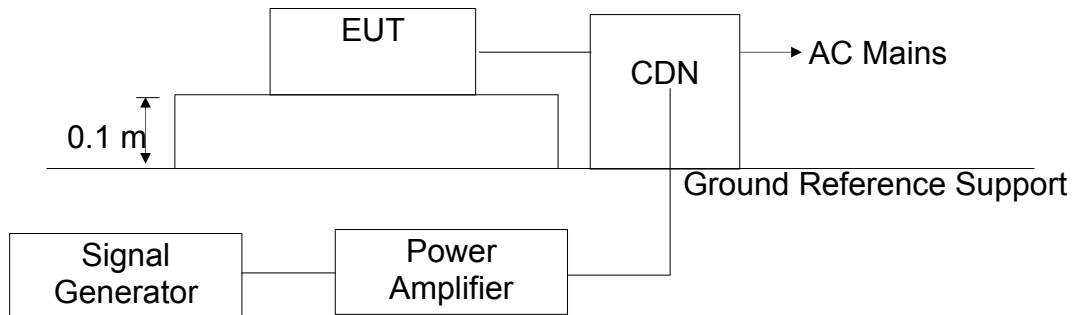 EUT
CDN
AC Mains
0.1 m
Ground Reference Support
Signal
Generator
Power
Amplifier